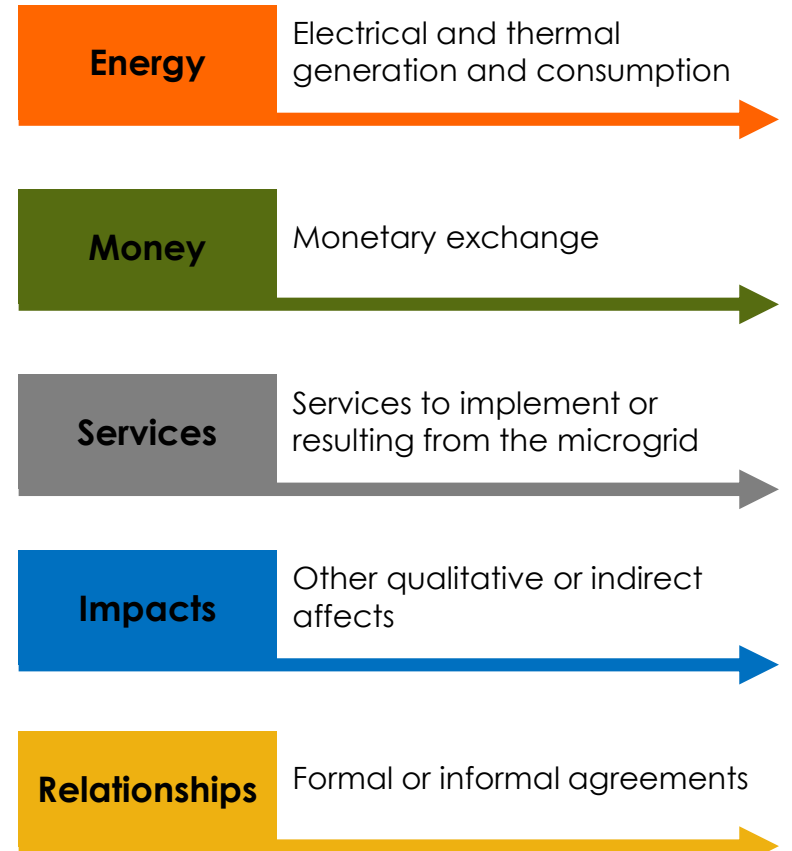 Energy
Electrical and thermal
generation and consumption
Money
Monetary exchange
Services
Services to implement or
resulting from the microgrid
Impacts
Other qualitative or indirect
affects
Relationships
Formal or informal agreements